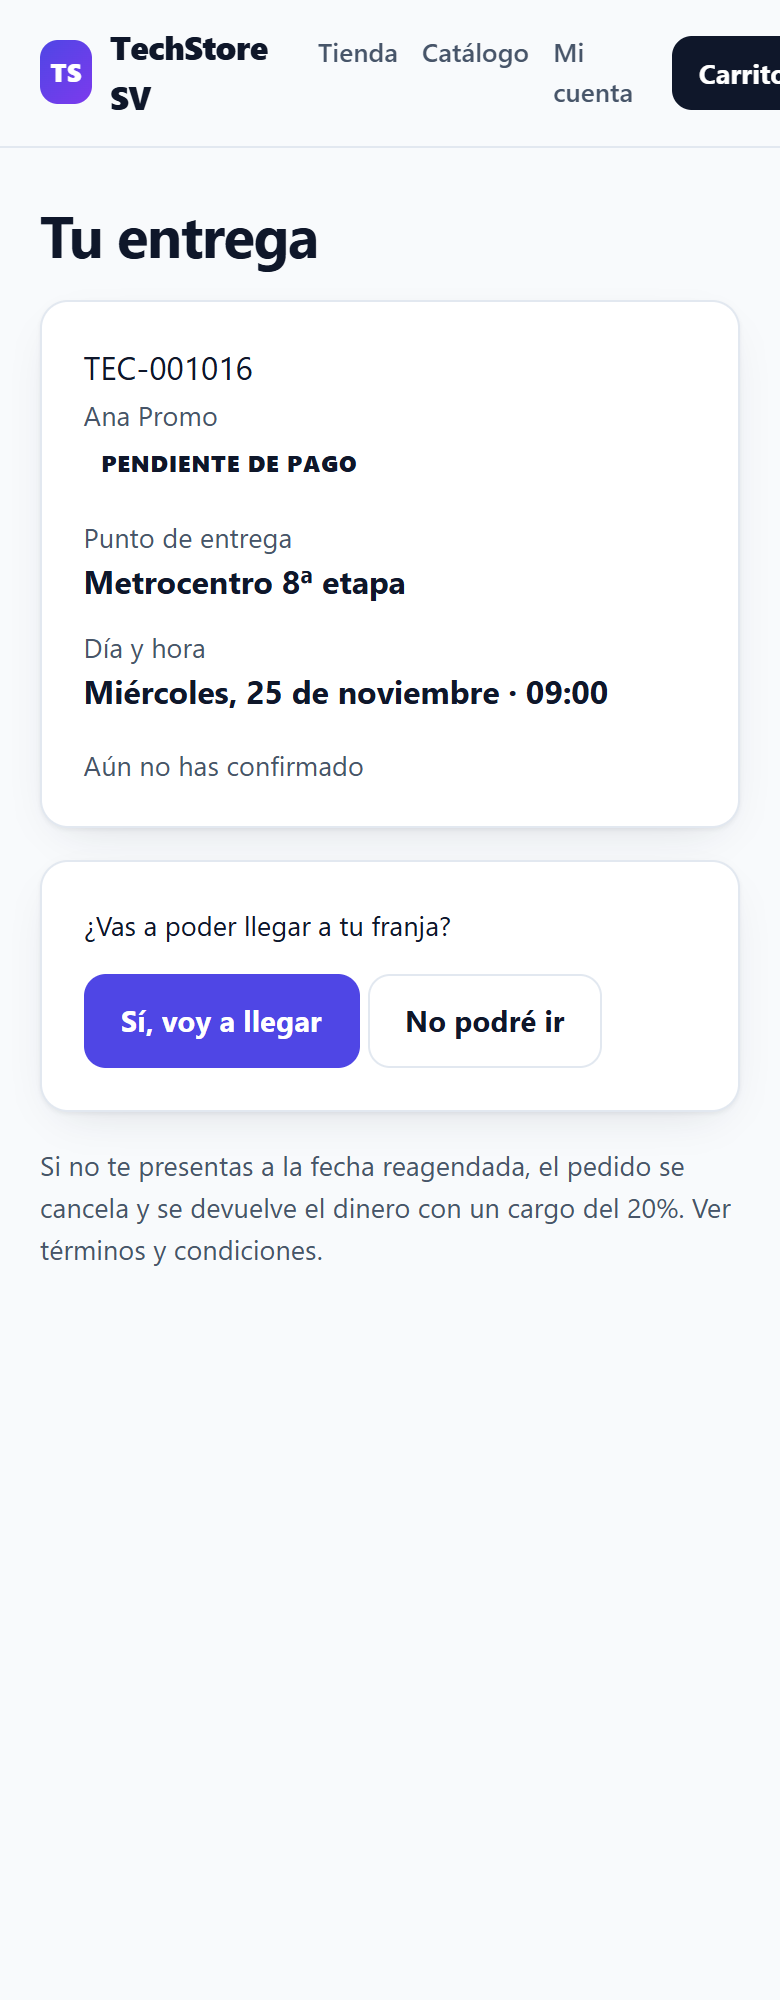 TS
TechStore
SV
Tienda Catálogo Mi
cuenta
Carrito
Tu entrega
TEC-001016
Ana Promo
PENDIENTE DE PAGO
Punto de entrega
Metrocentro 8ª etapa
Día y hora
Miércoles, 25 de noviembre · 09:00
Aún no has confirmado
¿Vas a poder llegar a tu franja?
Sí, voy a llegar
No podré ir
Si no te presentas a la fecha reagendada, el pedido se
cancela y se devuelve el dinero con un cargo del 20%. Ver
términos y condiciones.